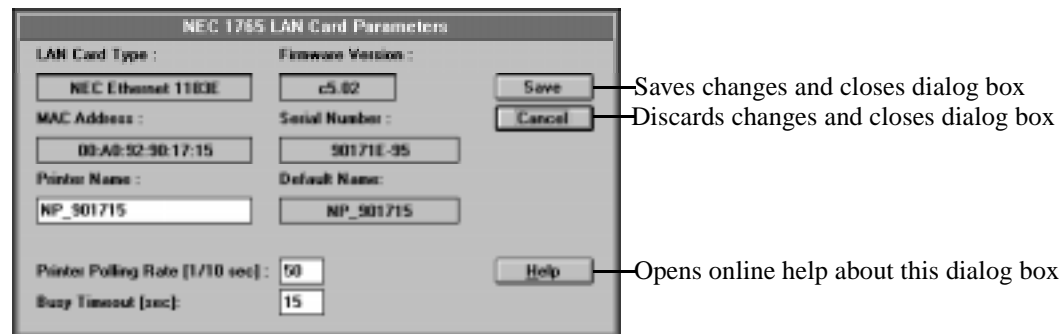 NEC 1765 LAN Card Parameters
LAN Card Type :
Firmware Version :
NEC Ethernet 1183E
c5.02
Save
Saves changes and closes dialog box
MAC Address :
Serial Number :
Cancel
Discards changes and closes dialog box
00:A0:92:90:17:15
90171E-95
Printer Name :
Default Name:
NP_901715
NP_901715
Printer Polling Rate [1/10 sec] :
50
Help
Opens online help about this dialog box
Busy Timeout [sec]:
15